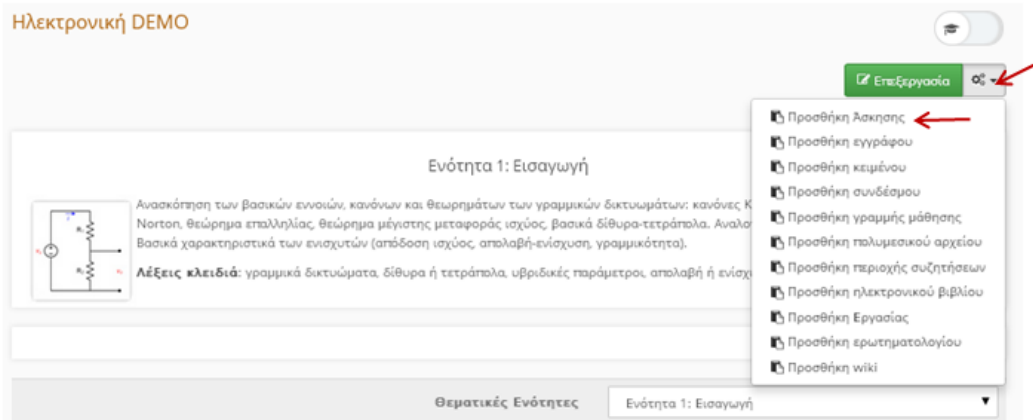 Ηλεκτρονική DEMO
Επεξεργασία
Προσθήκη Άσκησης
Προσθήκη εγγράφου
Προσθήκη κειμένου
Προσθήκη συνδέσμου
Προσθήκη γραμμής μάθησης
Προσθήκη πολυμεσικού αρχείου
Προσθήκη περιοχής συζητήσεων
Προσθήκη ηλεκτρονικού βιβλίου
Προσθήκη Εργασίας
Προσθήκη ερωτηματολογίου
Προσθήκη wiki
Ενότητα 1: Εισαγωγή
Ανασκόπηση των βασικών εννοιών, κανόνων και θεωρημάτων των γραμμικών δικτυωμάτων: κανόνες Κ
Norton, θεώρημα επαλληλίας, θεώρημα μέγιστης μεταφοράς ισχύος, βασικά δίθυρα-τετράπολα. Αναλο
Βασικά χαρακτηριστικά των ενισχυτών (απόδοση ισχύος, απολαβή-ενίσχυση, γραμμικότητα).
Λέξεις κλειδιά: γραμμικά δικτυώματα, δίθυρα ή τετράπολα, υβριδικές παράμετροι, απολαβή ή ενίσχ
Θεματικές Ενότητες
Ενότητα 1: Εισαγωγή